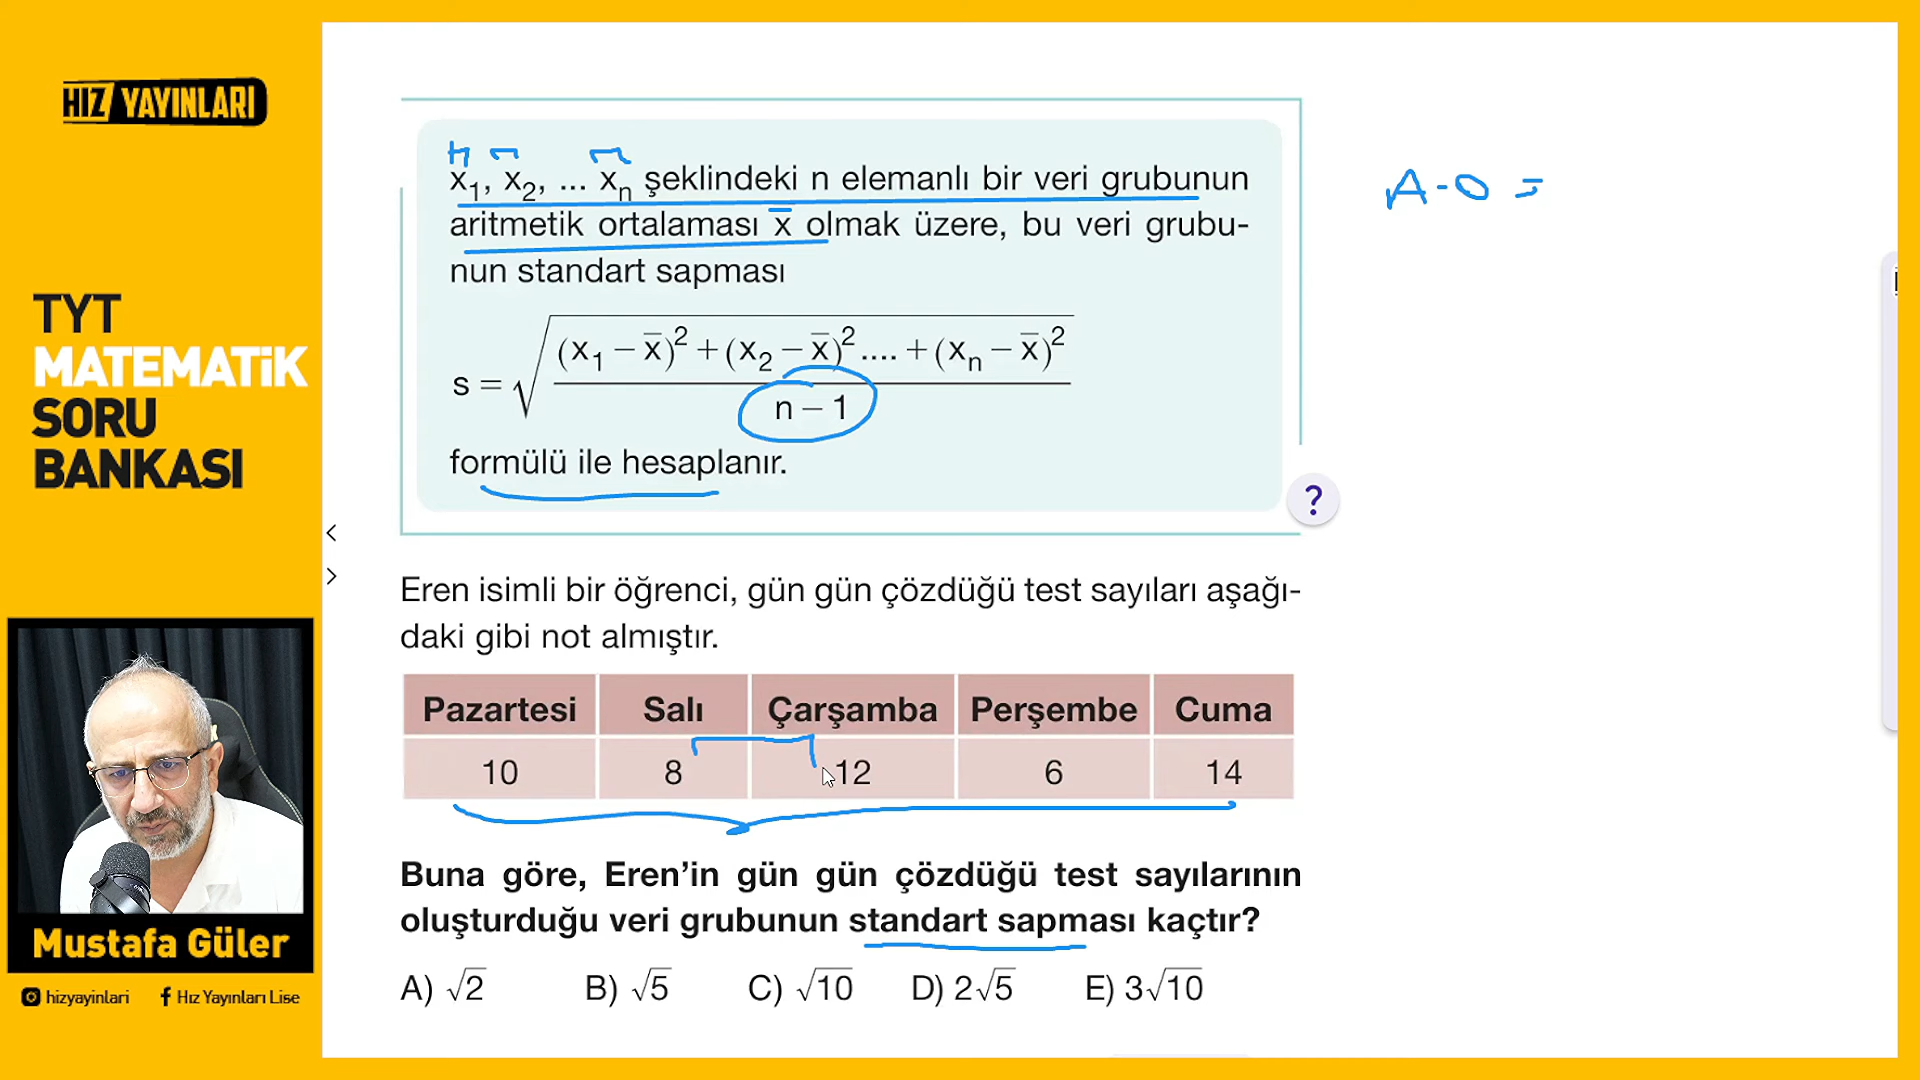 HIZ YAYINLARI
TYT
MATEMATİK
SORU
BANKASI
Mustafa Güler
hizyayinlari
Hız Yayınları Lise
x₁, x₂, ... xₙ şeklindeki n elemanlı bir veri grubunun
aritmetik ortalaması x̄ olmak üzere, bu veri grubu-
nun standart sapması
s = √(((x₁ – x̄)² + (x₂ – x̄)² .... + (xₙ – x̄)²) / (n – 1))
formülü ile hesaplanır.
?
A-O =
Eren isimli bir öğrenci, gün gün çözdüğü test sayıları aşağı-
daki gibi not almıştır.
Pazartesi Salı Çarşamba Perşembe Cuma
10 8 12 6 14
Buna göre, Eren’in gün gün çözdüğü test sayılarının
oluşturduğu veri grubunun standart sapması kaçtır?
A) √2 B) √5 C) √10 D) 2√5 E) 3√10